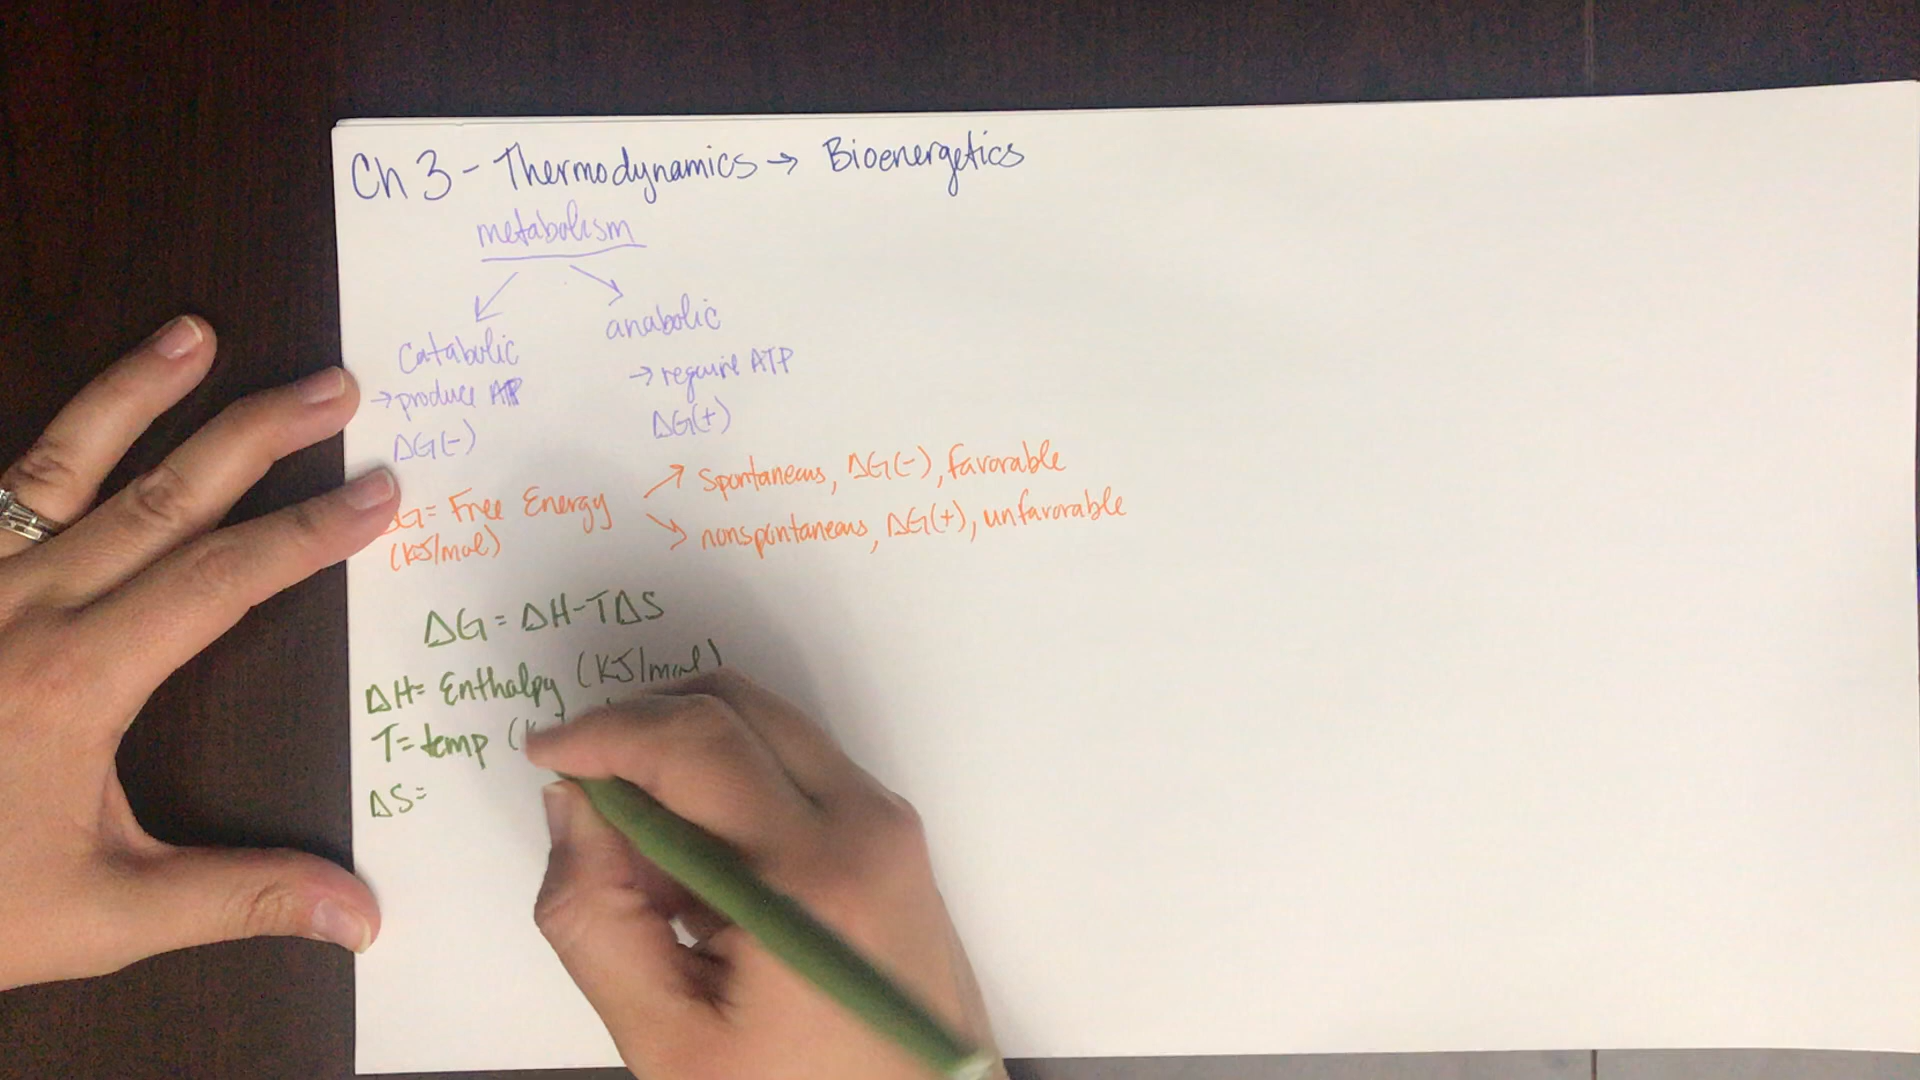 Ch 3 - Thermodynamics → Bioenergetics
metabolism
Catabolic
→ produce ATP
ΔG(-)
anabolic
→ require ATP
ΔG(+)
ΔG = Free Energy
(KJ/mol)
↗ Spontaneous, ΔG(-), favorable
↘ nonspontaneous, ΔG(+), unfavorable
ΔG = ΔH - TΔS
ΔH = Enthalpy (KJ/mol)
T = temp (K
ΔS =